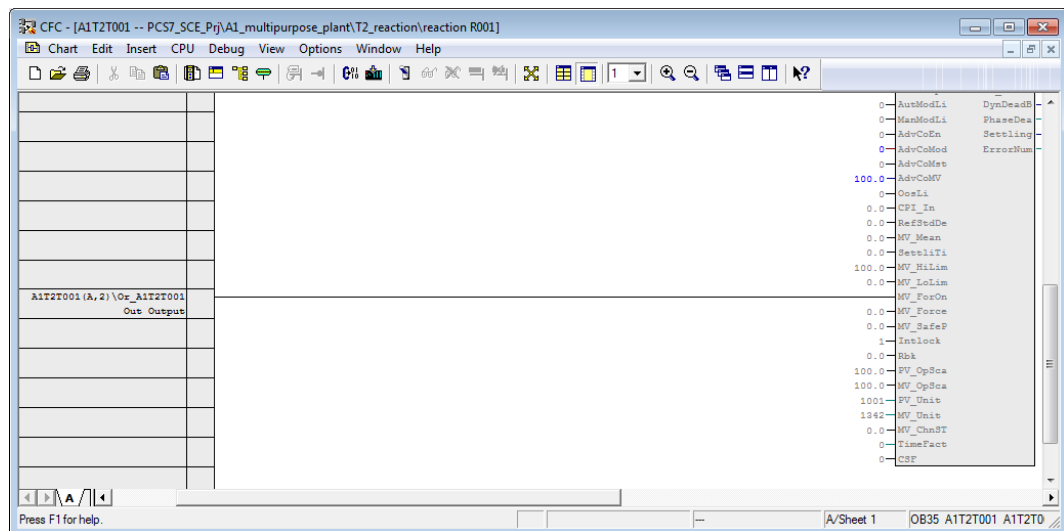 CFC - [A1T2T001 -- PCS7_SCE_Prj\A1_multipurpose_plant\T2_reaction\reaction R001]
Chart Edit Insert CPU Debug View Options Window Help
1
0 AutModLi DynDeadB
0 ManModLi PhaseDea
0 AdvCoEn Settling
0 AdvCoMod ErrorNum
0 AdvCoMst
100.0 AdvCoMV
0 OosLi
0.0 CPI_In
0.0 RefStdDe
0.0 MV_Mean
0.0 SettliTi
100.0 MV_HiLim
0.0 MV_LoLim
A1T2T001(A,2)\Or_A1T2T001 MV_ForOn
Out Output
0.0 MV_Force
0.0 MV_SafeP
1 Intlock
0.0 Rbk
100.0 PV_OpSca
100.0 MV_OpSca
1001 PV_Unit
1342 MV_Unit
0.0 MV_ChnST
0 TimeFact
0 CSF
A
Press F1 for help. --- A/Sheet 1 OB35 A1T2T001 A1T2T0